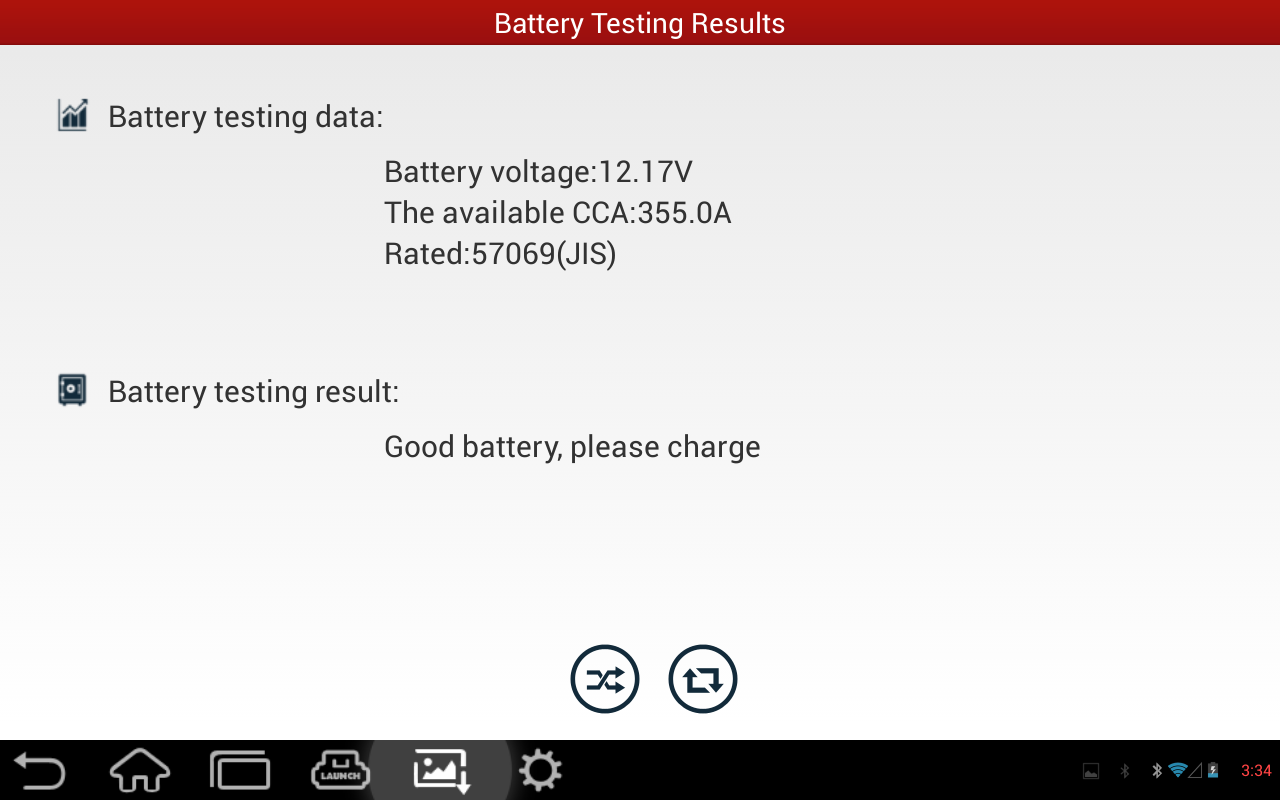 Battery Testing Results
Battery testing data:
Battery voltage:12.17V
The available CCA:355.0A
Rated:57069(JIS)
Battery testing result:
Good battery, please charge
LAUNCH
3:34